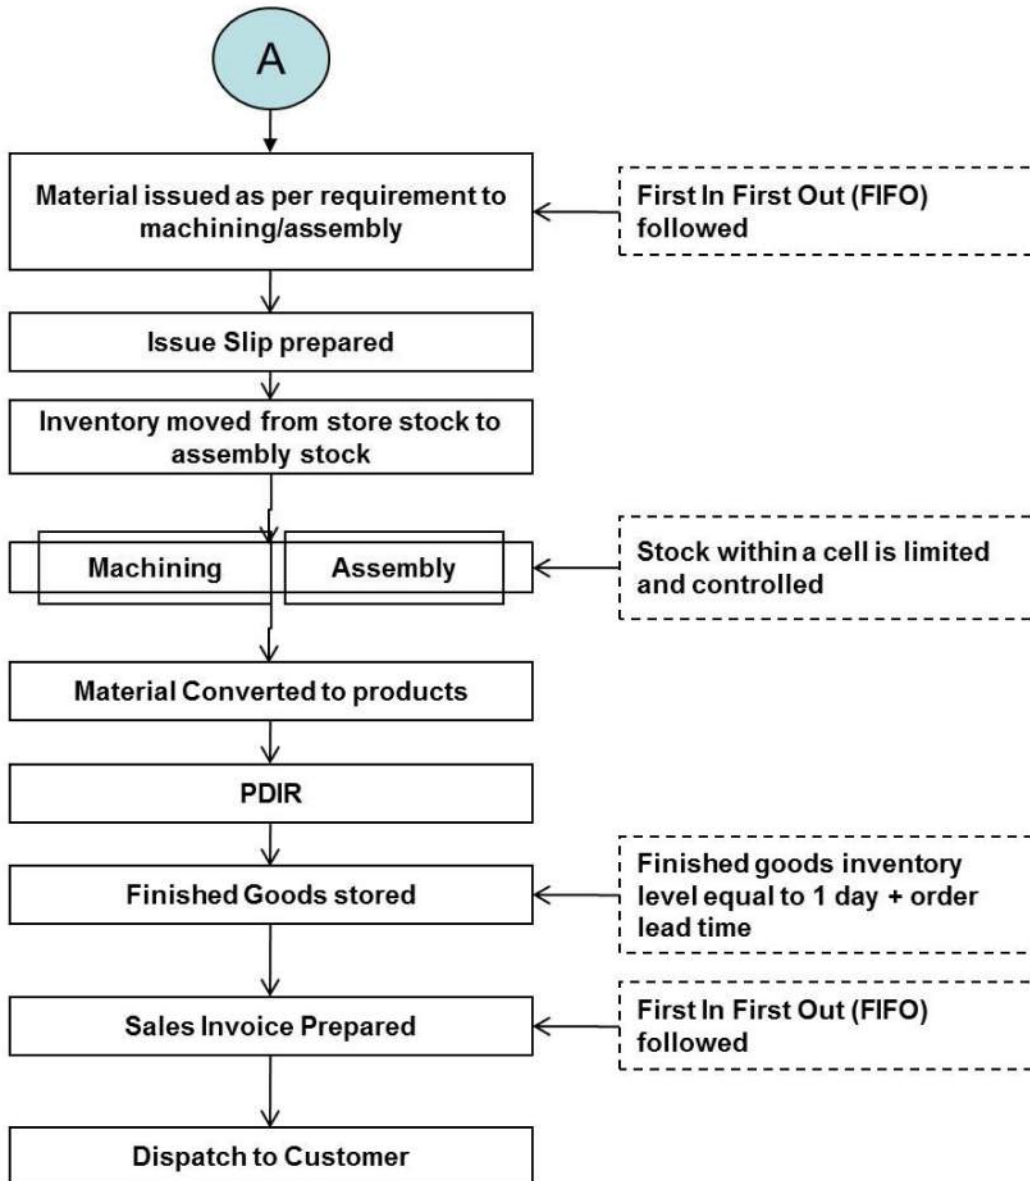 A
Material issued as per requirement to
machining/assembly
First In First Out (FIFO)
followed
Issue Slip prepared
Inventory moved from store stock to
assembly stock
Machining
Assembly
Stock within a cell is limited
and controlled
Material Converted to products
PDIR
Finished Goods stored
Finished goods inventory
level equal to 1 day + order
lead time
Sales Invoice Prepared
First In First Out (FIFO)
followed
Dispatch to Customer